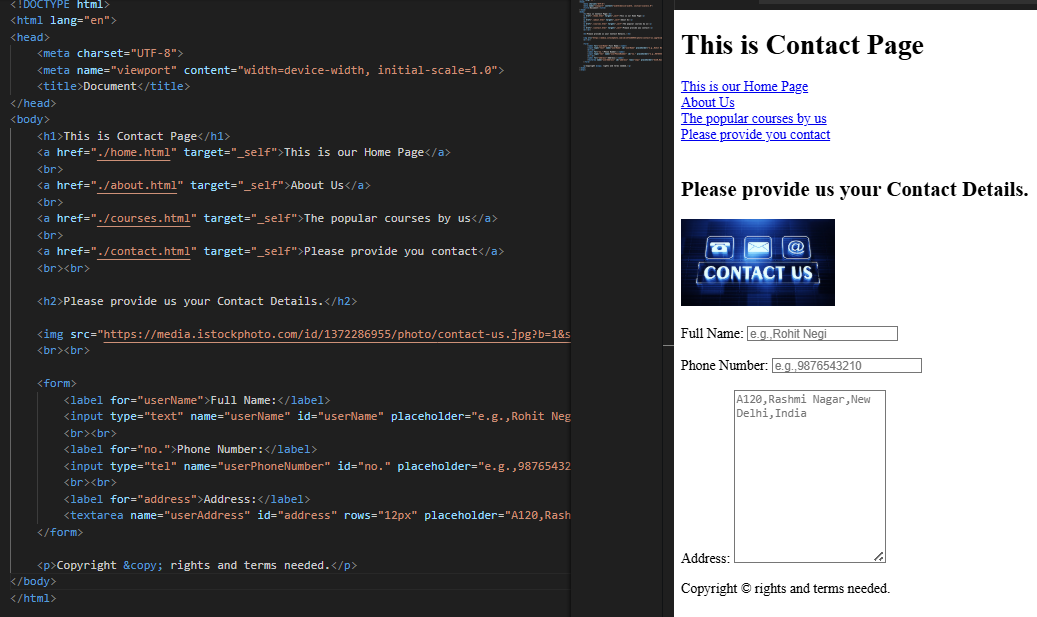 <!DOCTYPE html>
<html lang="en">
<head>
<meta charset="UTF-8">
<meta name="viewport" content="width=device-width, initial-scale=1.0">
<title>Document</title>
</head>
<body>
<h1>This is Contact Page</h1>
<a href="./home.html" target="_self">This is our Home Page</a>
<br>
<a href="./about.html" target="_self">About Us</a>
<br>
<a href="./courses.html" target="_self">The popular courses by us</a>
<br>
<a href="./contact.html" target="_self">Please provide you contact</a>
<br><br>
<h2>Please provide us your Contact Details.</h2>
<img src="https://media.istockphoto.com/id/1372286955/photo/contact-us.jpg?b=1&s
<br><br>
<form>
<label for="userName">Full Name:</label>
<input type="text" name="userName" id="userName" placeholder="e.g.,Rohit Neg
<br><br>
<label for="no.">Phone Number:</label>
<input type="tel" name="userPhoneNumber" id="no." placeholder="e.g.,98765432
<br><br>
<label for="address">Address:</label>
<textarea name="userAddress" id="address" rows="12px" placeholder="A120,Rash
</form>
<p>Copyright &copy; rights and terms needed.</p>
</body>
</html>
This is Contact Page
This is our Home Page
About Us
The popular courses by us
Please provide you contact
Please provide us your Contact Details.
@
CONTACT US
Full Name: e.g.,Rohit Negi
Phone Number: e.g.,9876543210
A120,Rashmi Nagar,New
Delhi,India
Address:
Copyright © rights and terms needed.